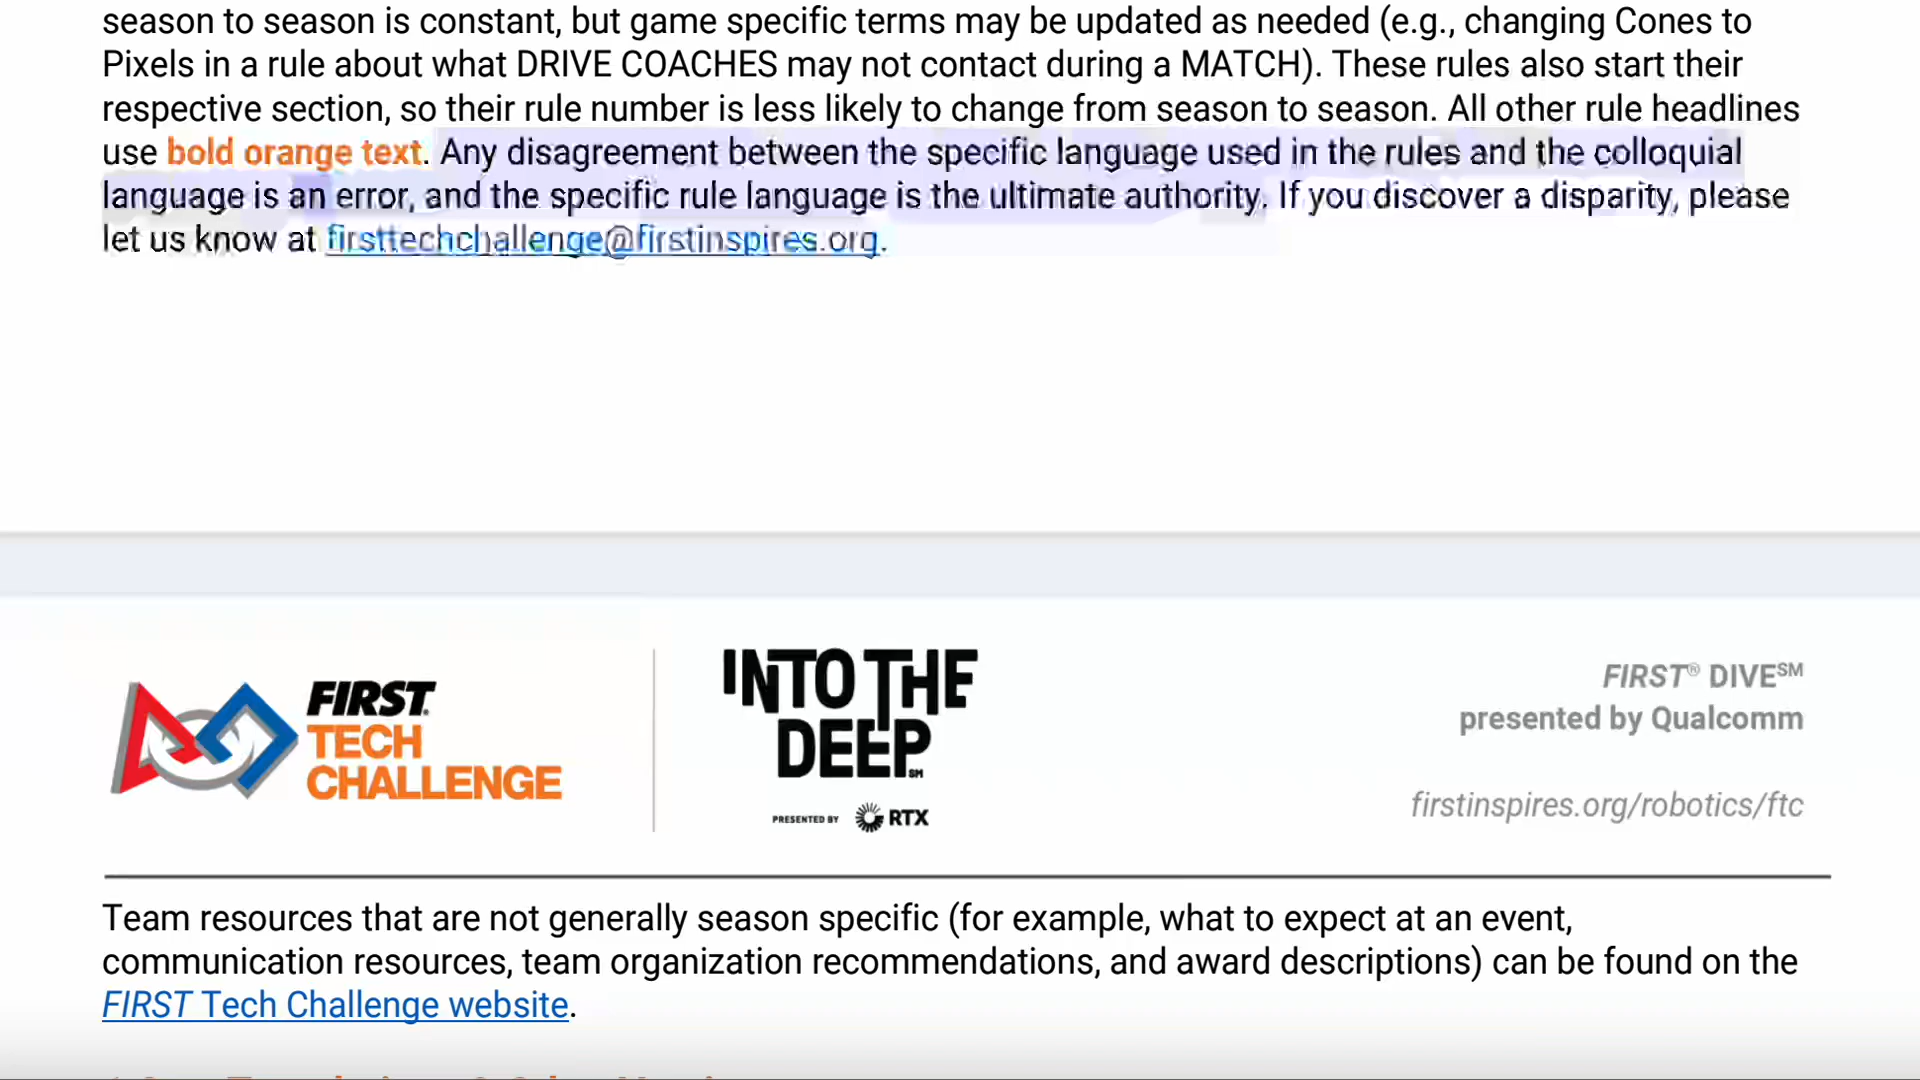 season to season is constant, but game specific terms may be updated as needed (e.g., changing Cones to
Pixels in a rule about what DRIVE COACHES may not contact during a MATCH). These rules also start their
respective section, so their rule number is less likely to change from season to season. All other rule headlines
use bold orange text. Any disagreement between the specific language used in the rules and the colloquial
language is an error, and the specific rule language is the ultimate authority. If you discover a disparity, please
let us know at firsttechchallenge@firstinspires.org.
FIRST®
TECH
CHALLENGE
INTO THE
DEEP℠
PRESENTED BY RTX
FIRST® DIVE℠
presented by Qualcomm
firstinspires.org/robotics/ftc
Team resources that are not generally season specific (for example, what to expect at an event,
communication resources, team organization recommendations, and award descriptions) can be found on the
FIRST Tech Challenge website.